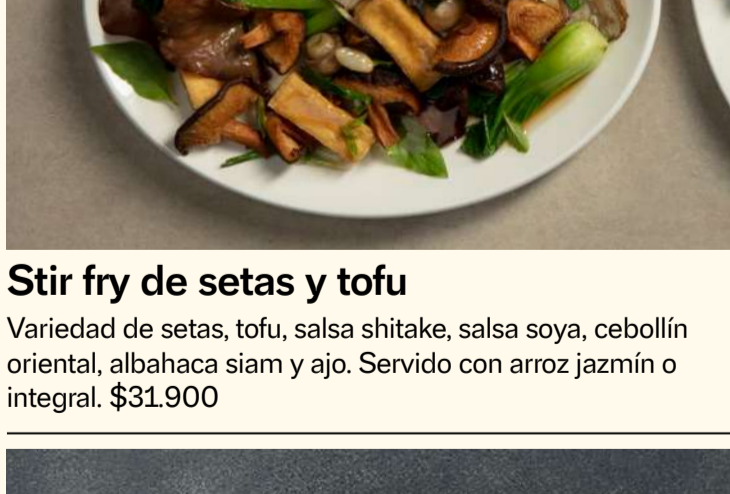 Stir fry de setas y tofu
Variedad de setas, tofu, salsa shitake, salsa soya, cebollín
oriental, albahaca siam y ajo. Servido con arroz jazmín o
integral. $31.900